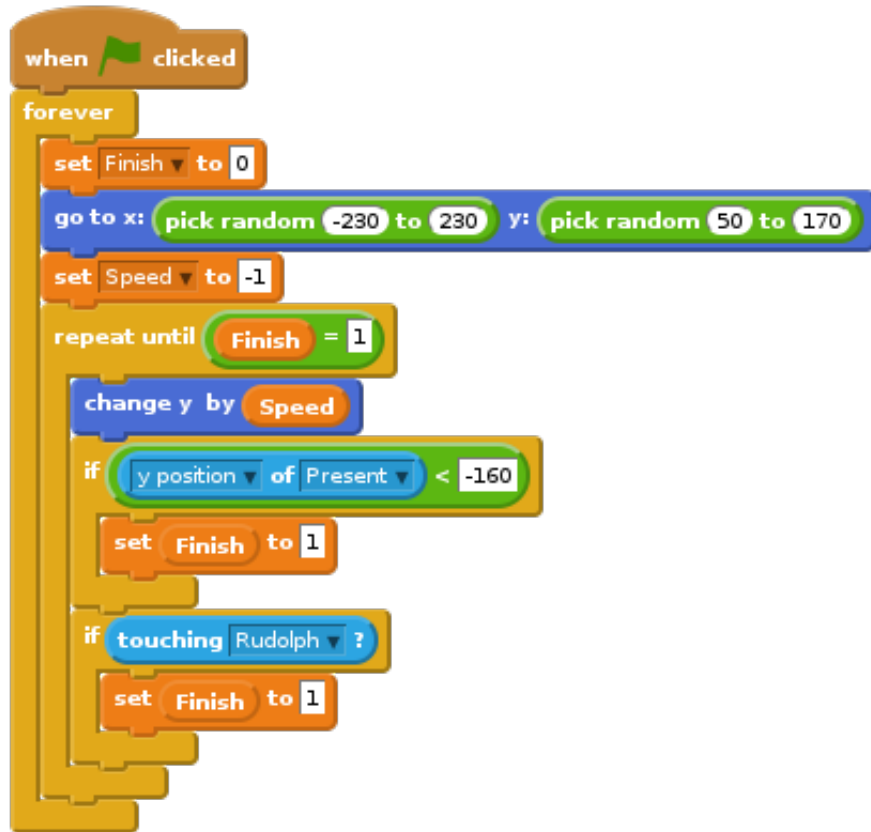 when clicked
forever
set Finish to 0
go to x: pick random -230 to 230 y: pick random 50 to 170
set Speed to -1
repeat until Finish = 1
change y by Speed
if y position of Present < -160
set Finish to 1
if touching Rudolph ?
set Finish to 1